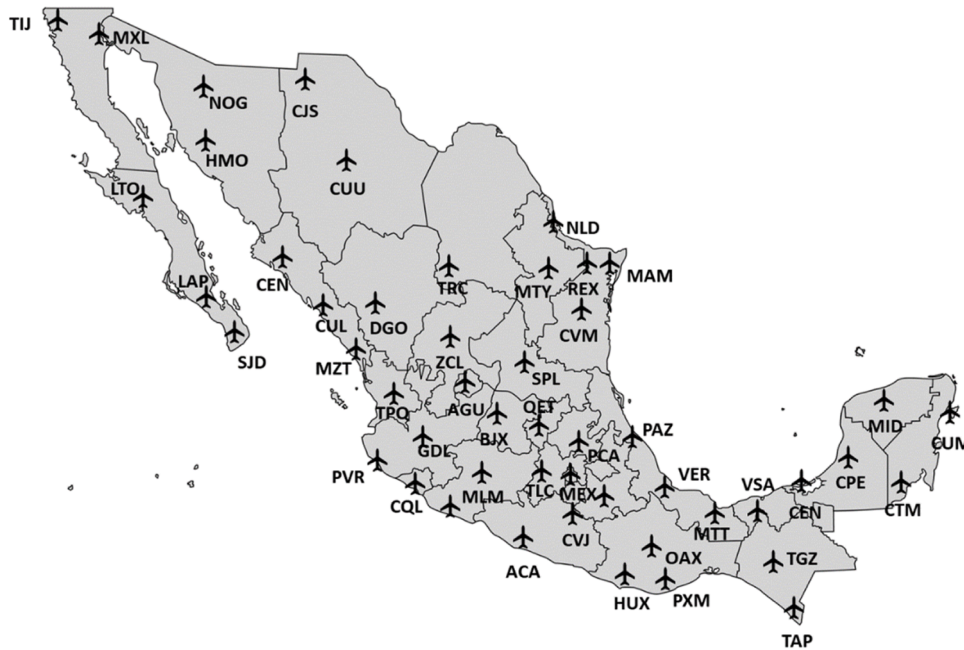 TIJ
MXL
NOG
CJS
HMO
CUU
LTO
NLD
CEN
TRC
MTY
REX
MAM
LAP
CUL
DGO
CVM
SJD
MZT
ZCL
SPL
TPQ
AGU
QET
BJX
GDL
PCA
PAZ
MID
CUM
PVR
CQL
MLM
TLC
MEX
VER
VSA
CEN
CPE
CTM
CVJ
MTT
ACA
OAX
TGZ
HUX
PXM
TAP